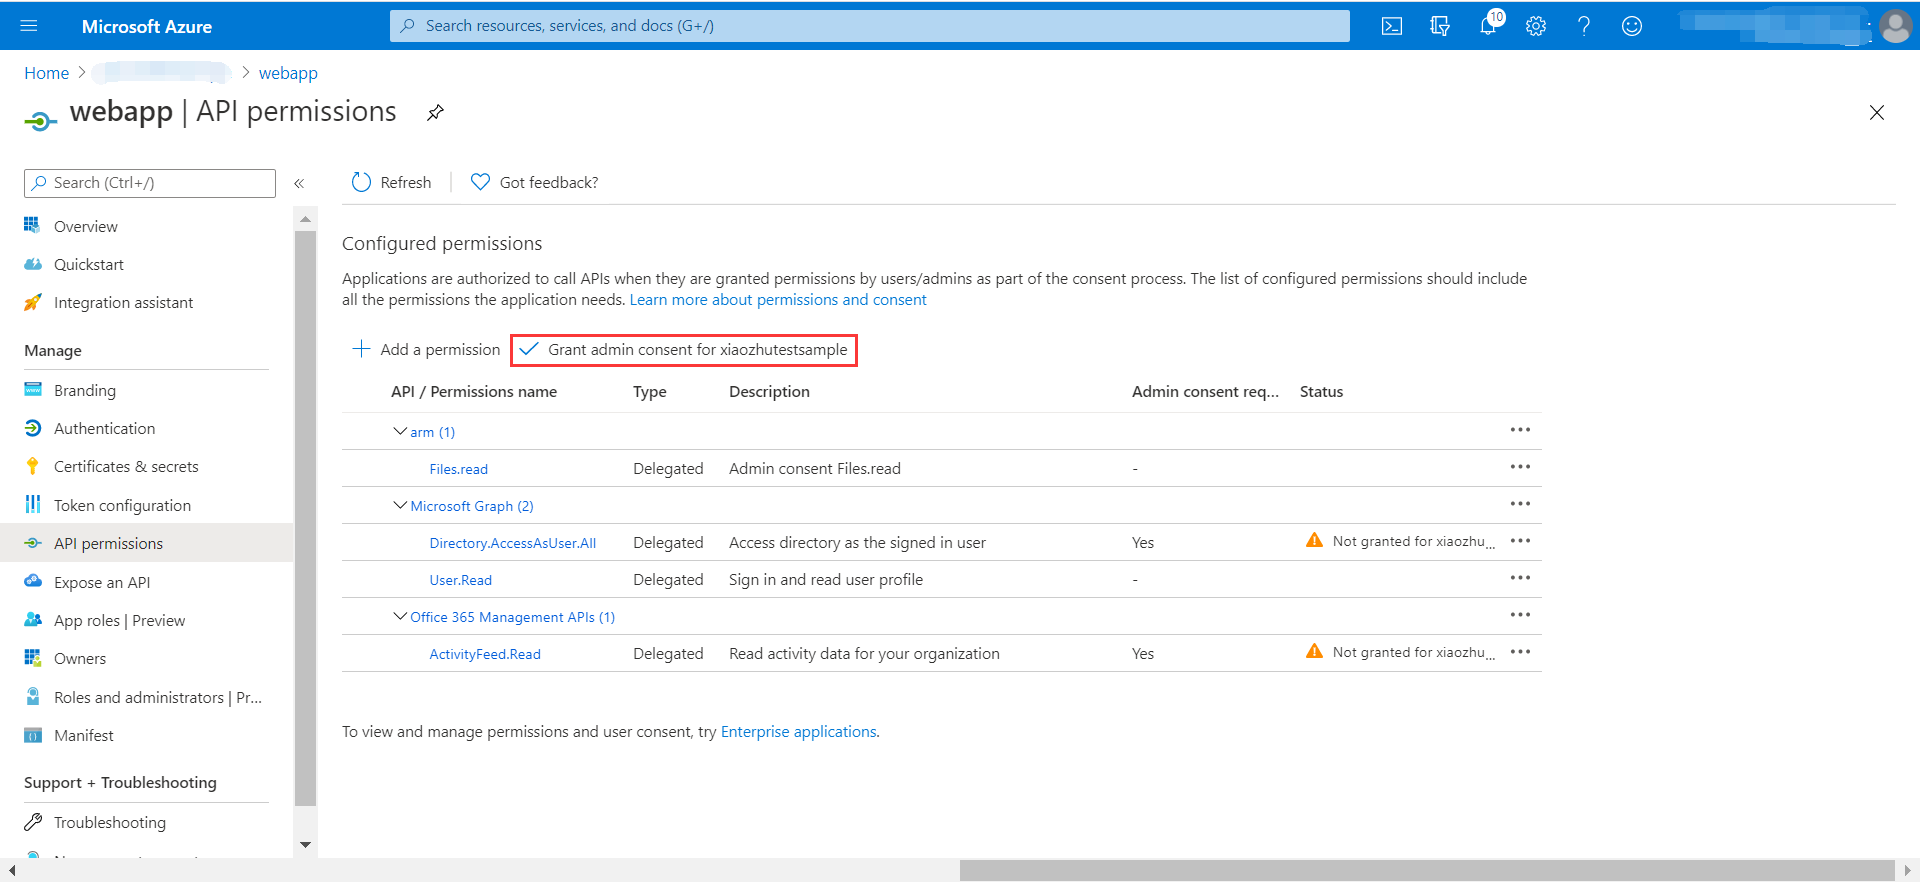 Microsoft Azure
Search resources, services, and docs (G+/)
10
Home > > webapp
webapp | API permissions
Search (Ctrl+/)
«
Overview
Quickstart
Integration assistant
Manage
Branding
Authentication
Certificates & secrets
Token configuration
API permissions
Expose an API
App roles | Preview
Owners
Roles and administrators | Pr...
Manifest
Support + Troubleshooting
Troubleshooting
Refresh
Got feedback?
Configured permissions
Applications are authorized to call APIs when they are granted permissions by users/admins as part of the consent process. The list of configured permissions should include
all the permissions the application needs. Learn more about permissions and consent
Add a permission
Grant admin consent for xiaozhutestsample
API / Permissions name Type Description Admin consent req... Status
arm (1)
Files.read Delegated Admin consent Files.read -
Microsoft Graph (2)
Directory.AccessAsUser.All Delegated Access directory as the signed in user Yes Not granted for xiaozhu...
User.Read Delegated Sign in and read user profile -
Office 365 Management APIs (1)
ActivityFeed.Read Delegated Read activity data for your organization Yes Not granted for xiaozhu...
To view and manage permissions and user consent, try Enterprise applications.